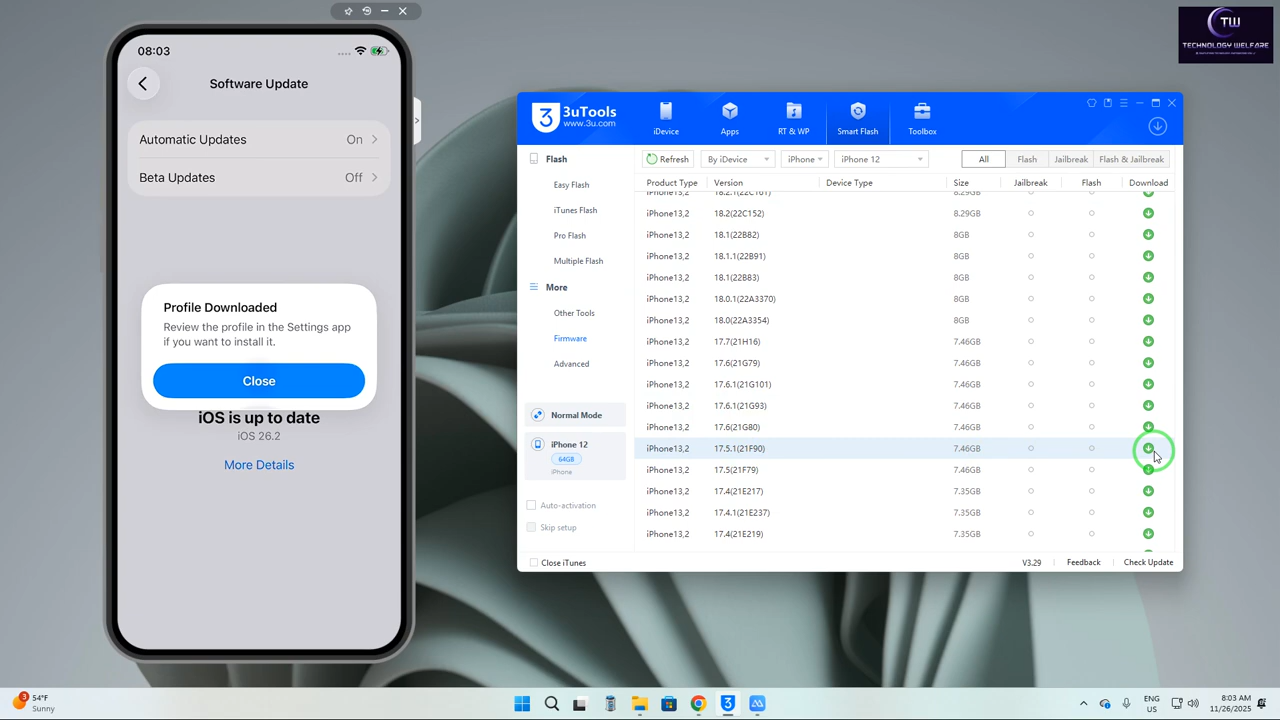 08:03
Software Update
Automatic Updates On
Beta Updates Off
Profile Downloaded
Review the profile in the Settings app
if you want to install it.
Close
iOS is up to date
iOS 26.2
More Details
TW
TECHNOLOGY WELFARE
3 3uTools
www.3u.com
iDevice Apps RT & WP Smart Flash Toolbox
Flash
Easy Flash
iTunes Flash
Pro Flash
Multiple Flash
More
Other Tools
Firmware
Advanced
Normal Mode
iPhone 12
64GB
iPhone
Auto-activation
Skip setup
Refresh By iDevice iPhone iPhone 12 All Flash Jailbreak Flash & Jailbreak
Product Type Version Device Type Size Jailbreak Flash Download
iPhone13,2 18.2.1(22C161) 8.29GB
iPhone13,2 18.2(22C152) 8.29GB
iPhone13,2 18.1(22B82) 8GB
iPhone13,2 18.1.1(22B91) 8GB
iPhone13,2 18.1(22B83) 8GB
iPhone13,2 18.0.1(22A3370) 8GB
iPhone13,2 18.0(22A3354) 8GB
iPhone13,2 17.7(21H16) 7.46GB
iPhone13,2 17.6(21G79) 7.46GB
iPhone13,2 17.6.1(21G101) 7.46GB
iPhone13,2 17.6.1(21G93) 7.46GB
iPhone13,2 17.6(21G80) 7.46GB
iPhone13,2 17.5.1(21F90) 7.46GB
iPhone13,2 17.5(21F79) 7.46GB
iPhone13,2 17.4(21E217) 7.35GB
iPhone13,2 17.4.1(21E237) 7.35GB
iPhone13,2 17.4(21E219) 7.35GB
Close iTunes V3.29 Feedback Check Update
3
54°F
Sunny
ENG
US
8:03 AM
11/26/2025